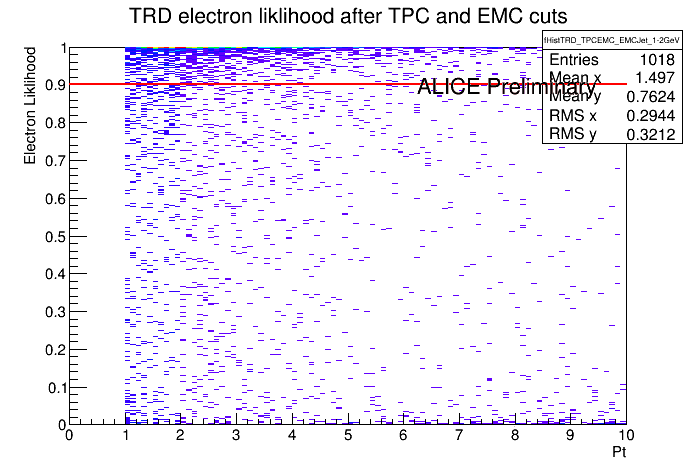 TRD electron liklihood after TPC and EMC cuts
fHistTRD_TPCEMC_EMCJet_1-2GeV
Entries 1018
Mean x 1.497
Mean y 0.7624
RMS x 0.2944
RMS y 0.3212
ALICE Preliminary
Electron Liklihood
1
0.9
0.8
0.7
0.6
0.5
0.4
0.3
0.2
0.1
0
0 1 2 3 4 5 6 7 8 9 10
Pt